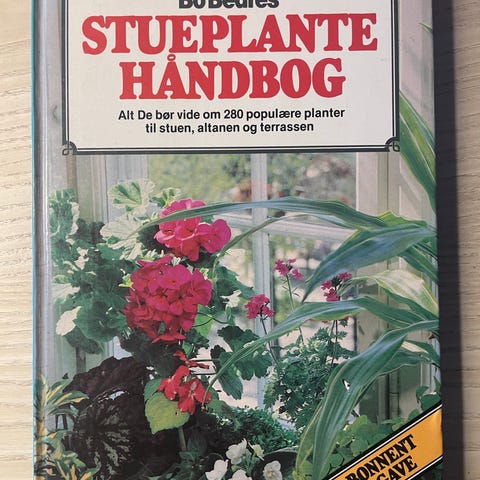 Bo Bedres
STUEPLANTE
HÅNDBOG
Alt De bør vide om 280 populære planter
til stuen, altanen og terrassen
BONNENT
GAVE